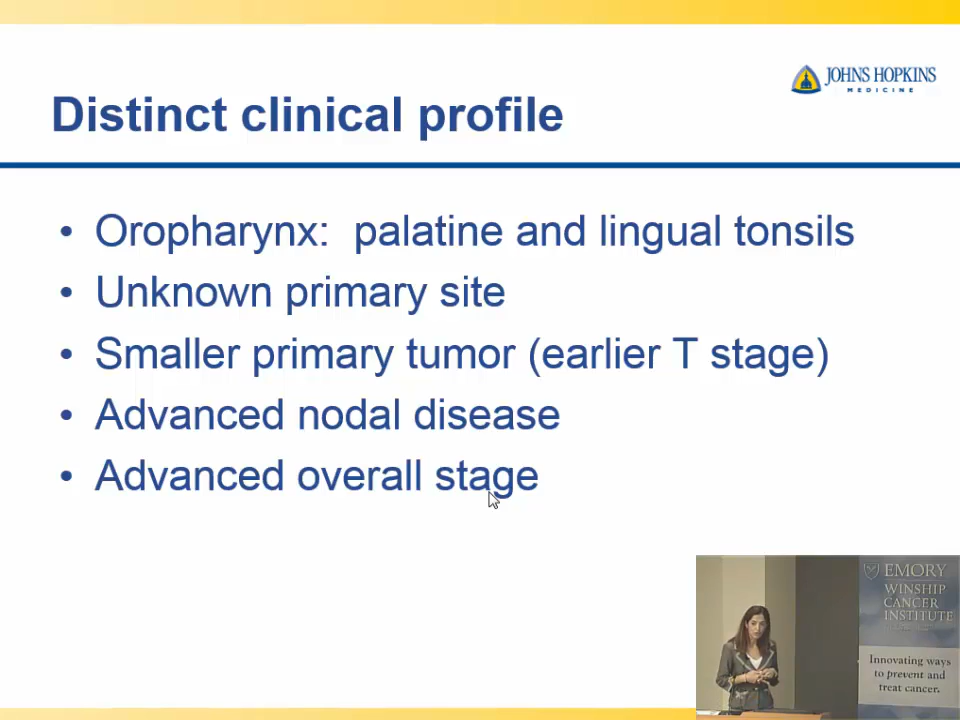 JOHNS HOPKINS
MEDICINE
Distinct clinical profile
• Oropharynx: palatine and lingual tonsils
• Unknown primary site
• Smaller primary tumor (earlier T stage)
• Advanced nodal disease
• Advanced overall stage
EMORY
WINSHIP
CANCER
INSTITUTE
Innovating ways
to prevent and
treat cancer.